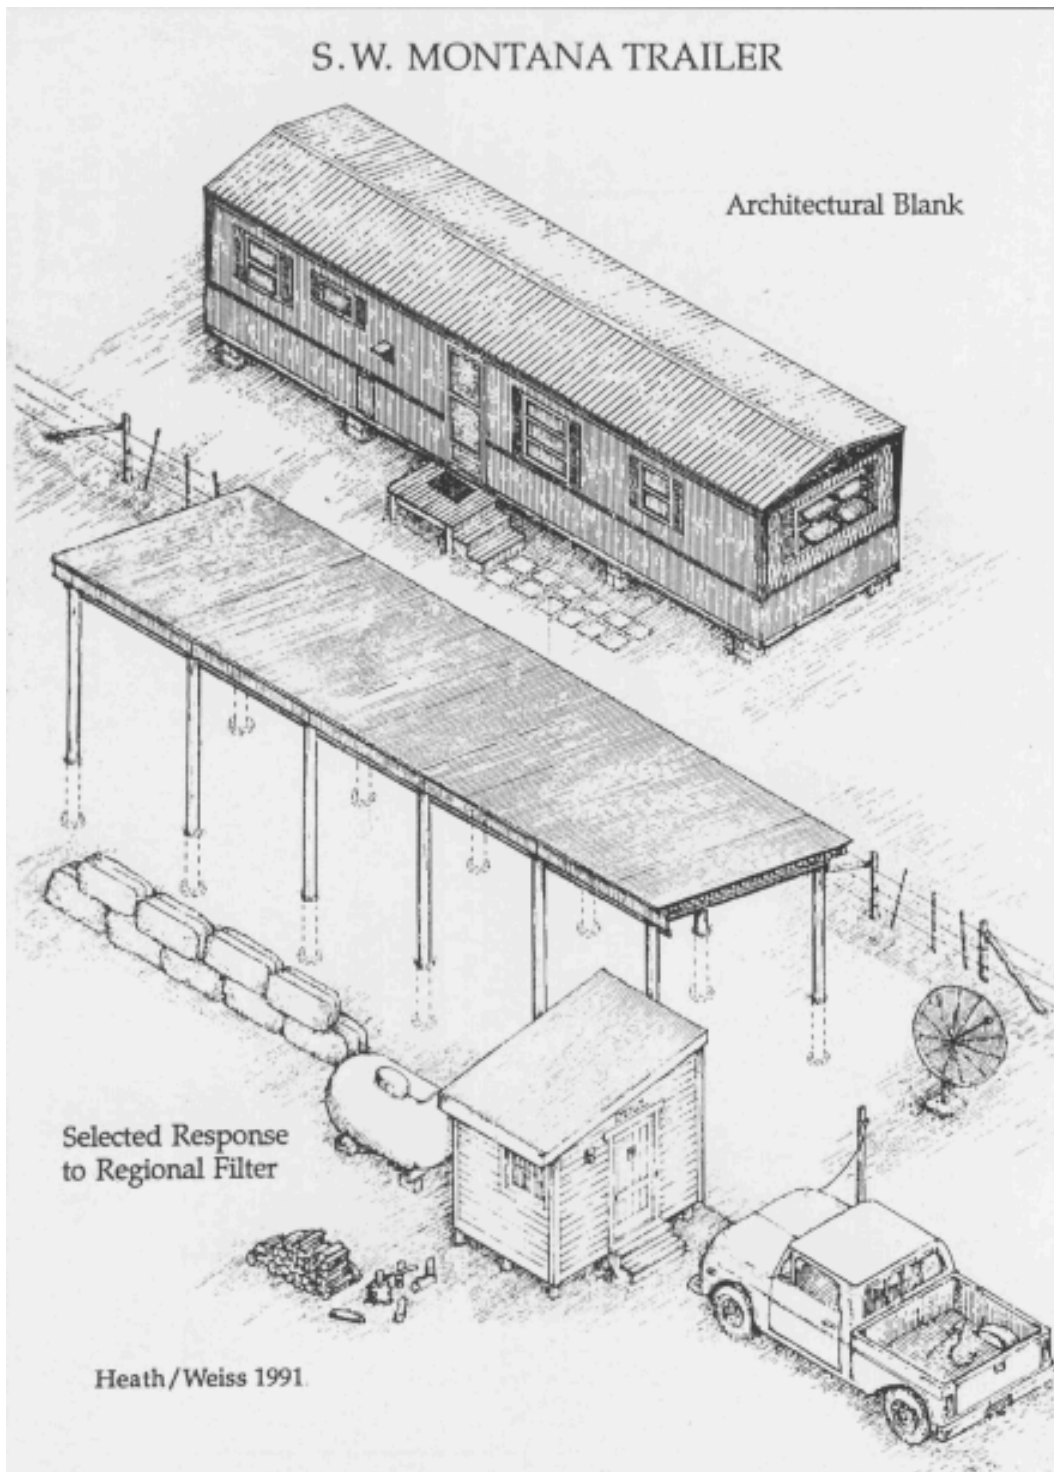 S.W. MONTANA TRAILER
Architectural Blank
Selected Response
to Regional Filter
Heath/Weiss 1991.